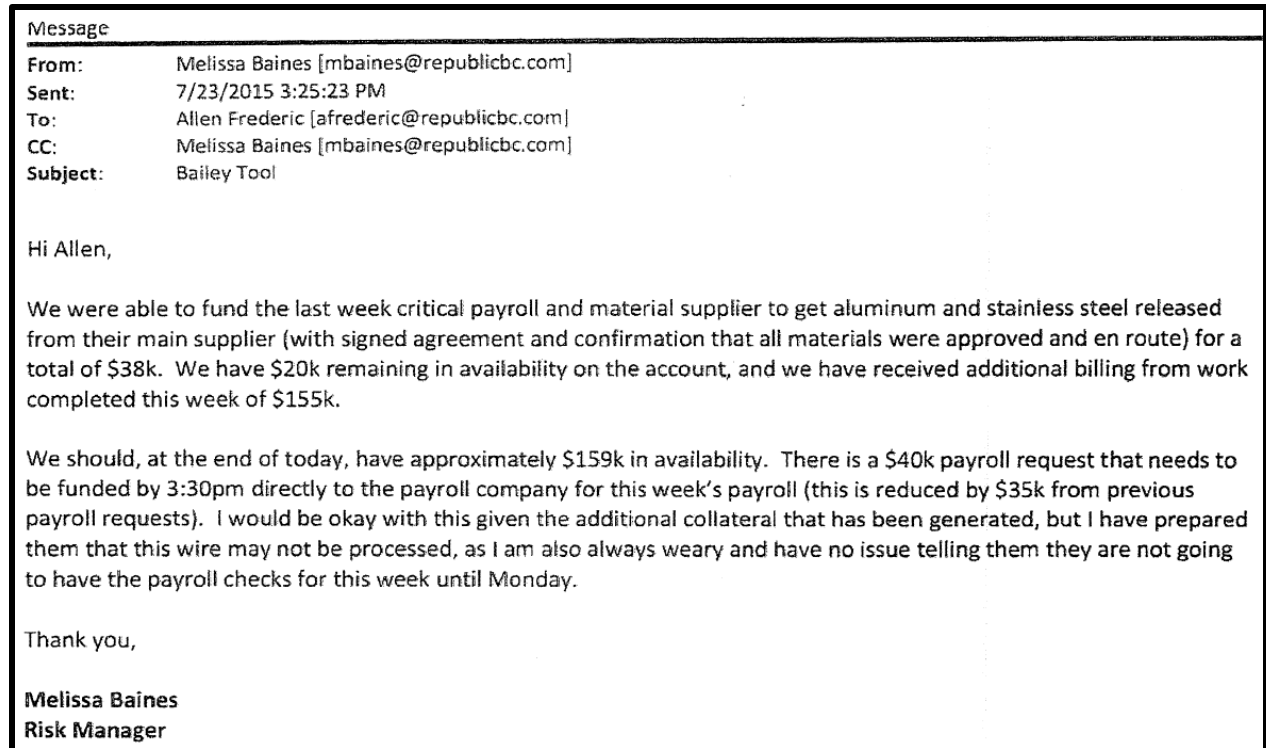 Message
From: Melissa Baines [mbaines@republicbc.com]
Sent: 7/23/2015 3:25:23 PM
To: Allen Frederic [afrederic@republicbc.com]
CC: Melissa Baines [mbaines@republicbc.com]
Subject: Bailey Tool
Hi Allen,
We were able to fund the last week critical payroll and material supplier to get aluminum and stainless steel released
from their main supplier (with signed agreement and confirmation that all materials were approved and en route) for a
total of $38k. We have $20k remaining in availability on the account, and we have received additional billing from work
completed this week of $155k.
We should, at the end of today, have approximately $159k in availability. There is a $40k payroll request that needs to
be funded by 3:30pm directly to the payroll company for this week's payroll (this is reduced by $35k from previous
payroll requests). I would be okay with this given the additional collateral that has been generated, but I have prepared
them that this wire may not be processed, as I am also always weary and have no issue telling them they are not going
to have the payroll checks for this week until Monday.
Thank you,
Melissa Baines
Risk Manager